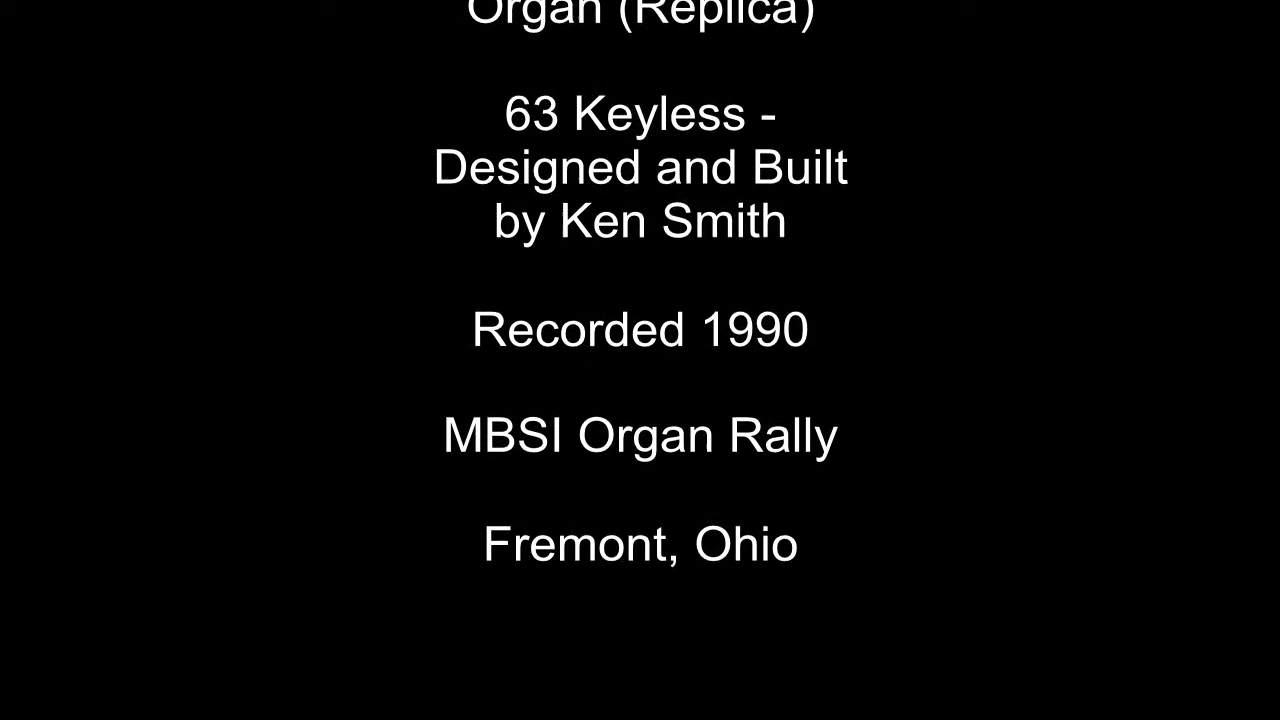 Organ (Replica)
63 Keyless -
Designed and Built
by Ken Smith
Recorded 1990
MBSI Organ Rally
Fremont, Ohio